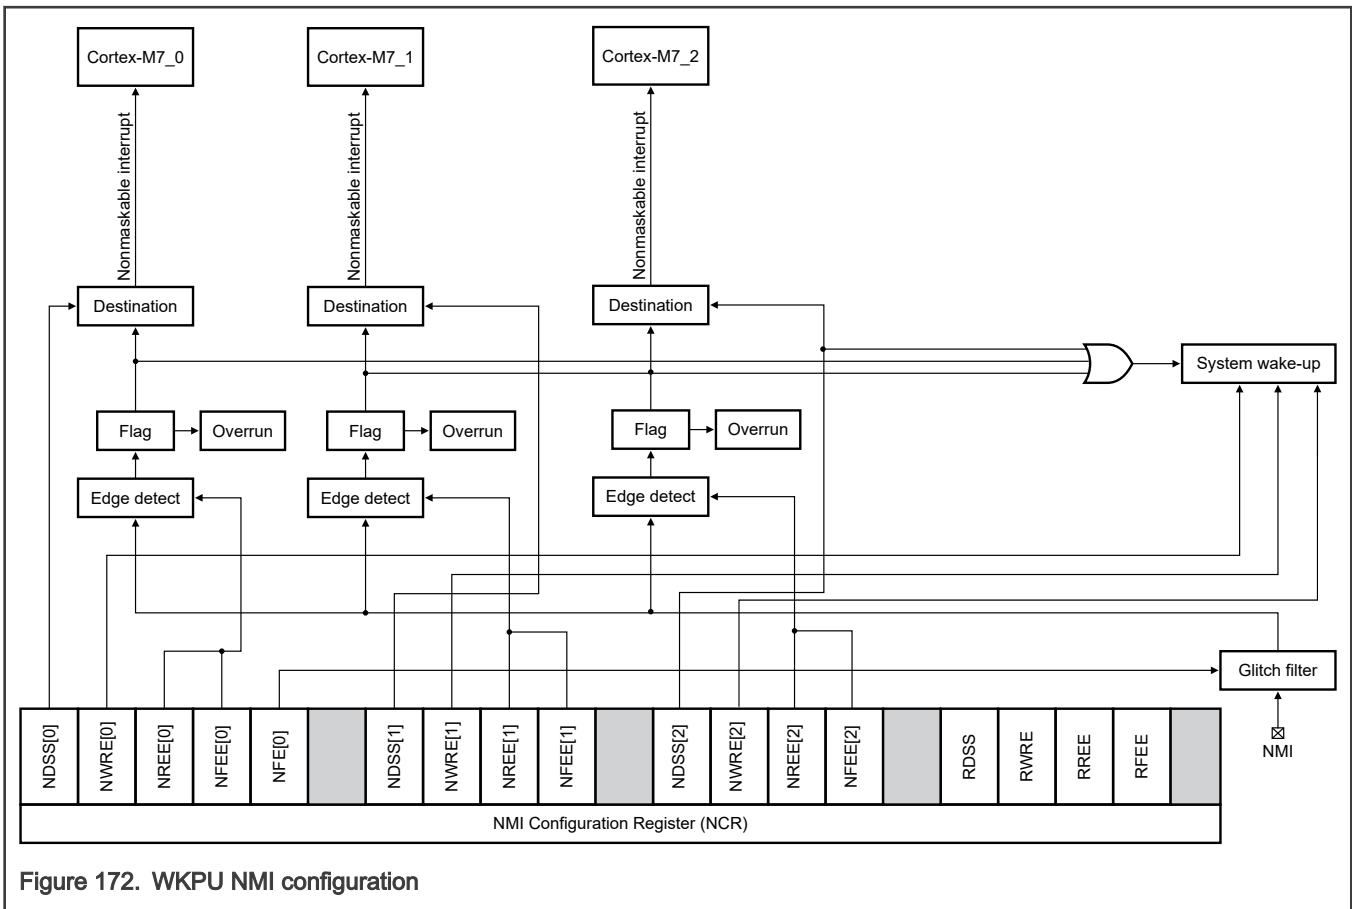 Cortex-M7_0
Cortex-M7_1
Cortex-M7_2
Nonmaskable interrupt
Nonmaskable interrupt
Nonmaskable interrupt
Destination
Destination
Destination
System wake-up
Flag
Overrun
Flag
Overrun
Flag
Overrun
Edge detect
Edge detect
Edge detect
Glitch filter
NMI
NDSS[0]
NWRE[0]
NREE[0]
NFEE[0]
NFE[0]
NDSS[1]
NWRE[1]
NREE[1]
NFEE[1]
NDSS[2]
NWRE[2]
NREE[2]
NFEE[2]
RDSS
RWRE
RREE
RFEE
NMI Configuration Register (NCR)
Figure 172. WKPU NMI configuration